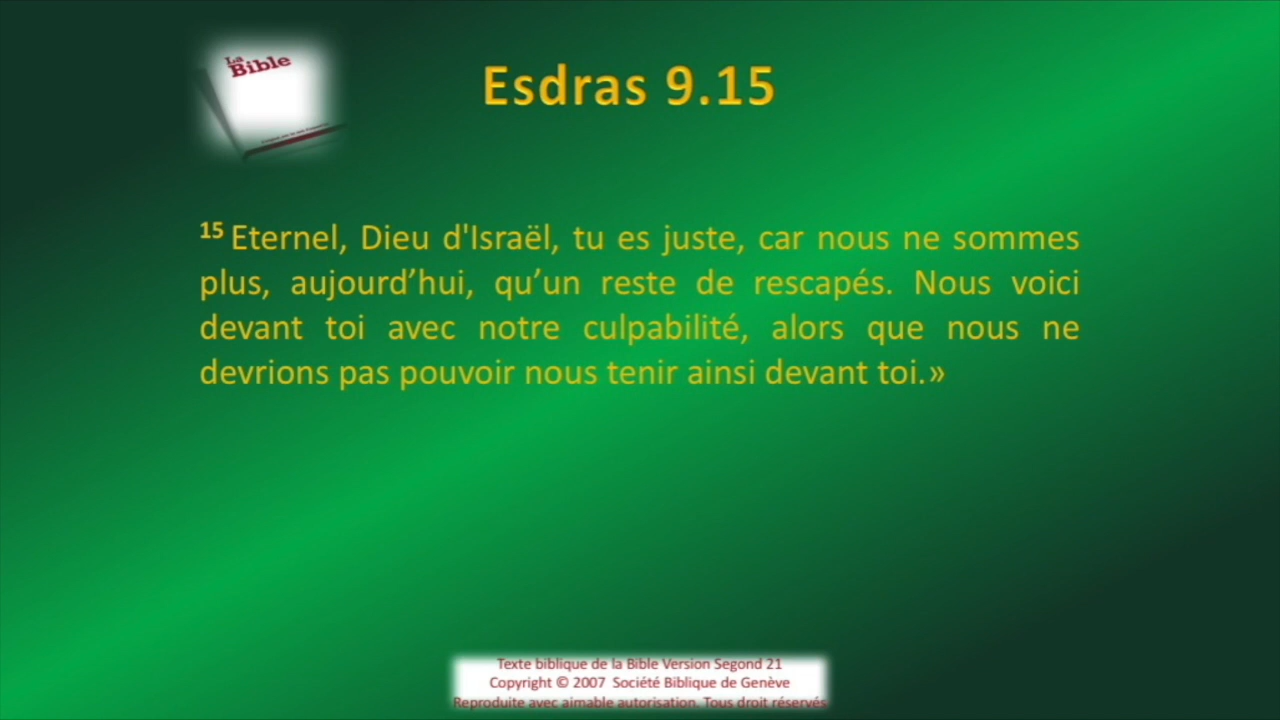 La
Bible
Esdras 9.15
15 Eternel, Dieu d'Israël, tu es juste, car nous ne sommes
plus, aujourd’hui, qu’un reste de rescapés. Nous voici
devant toi avec notre culpabilité, alors que nous ne
devrions pas pouvoir nous tenir ainsi devant toi.»
Texte biblique de la Bible Version Segond 21
Copyright © 2007 Société Biblique de Genève
Reproduite avec aimable autorisation. Tous droit réservés